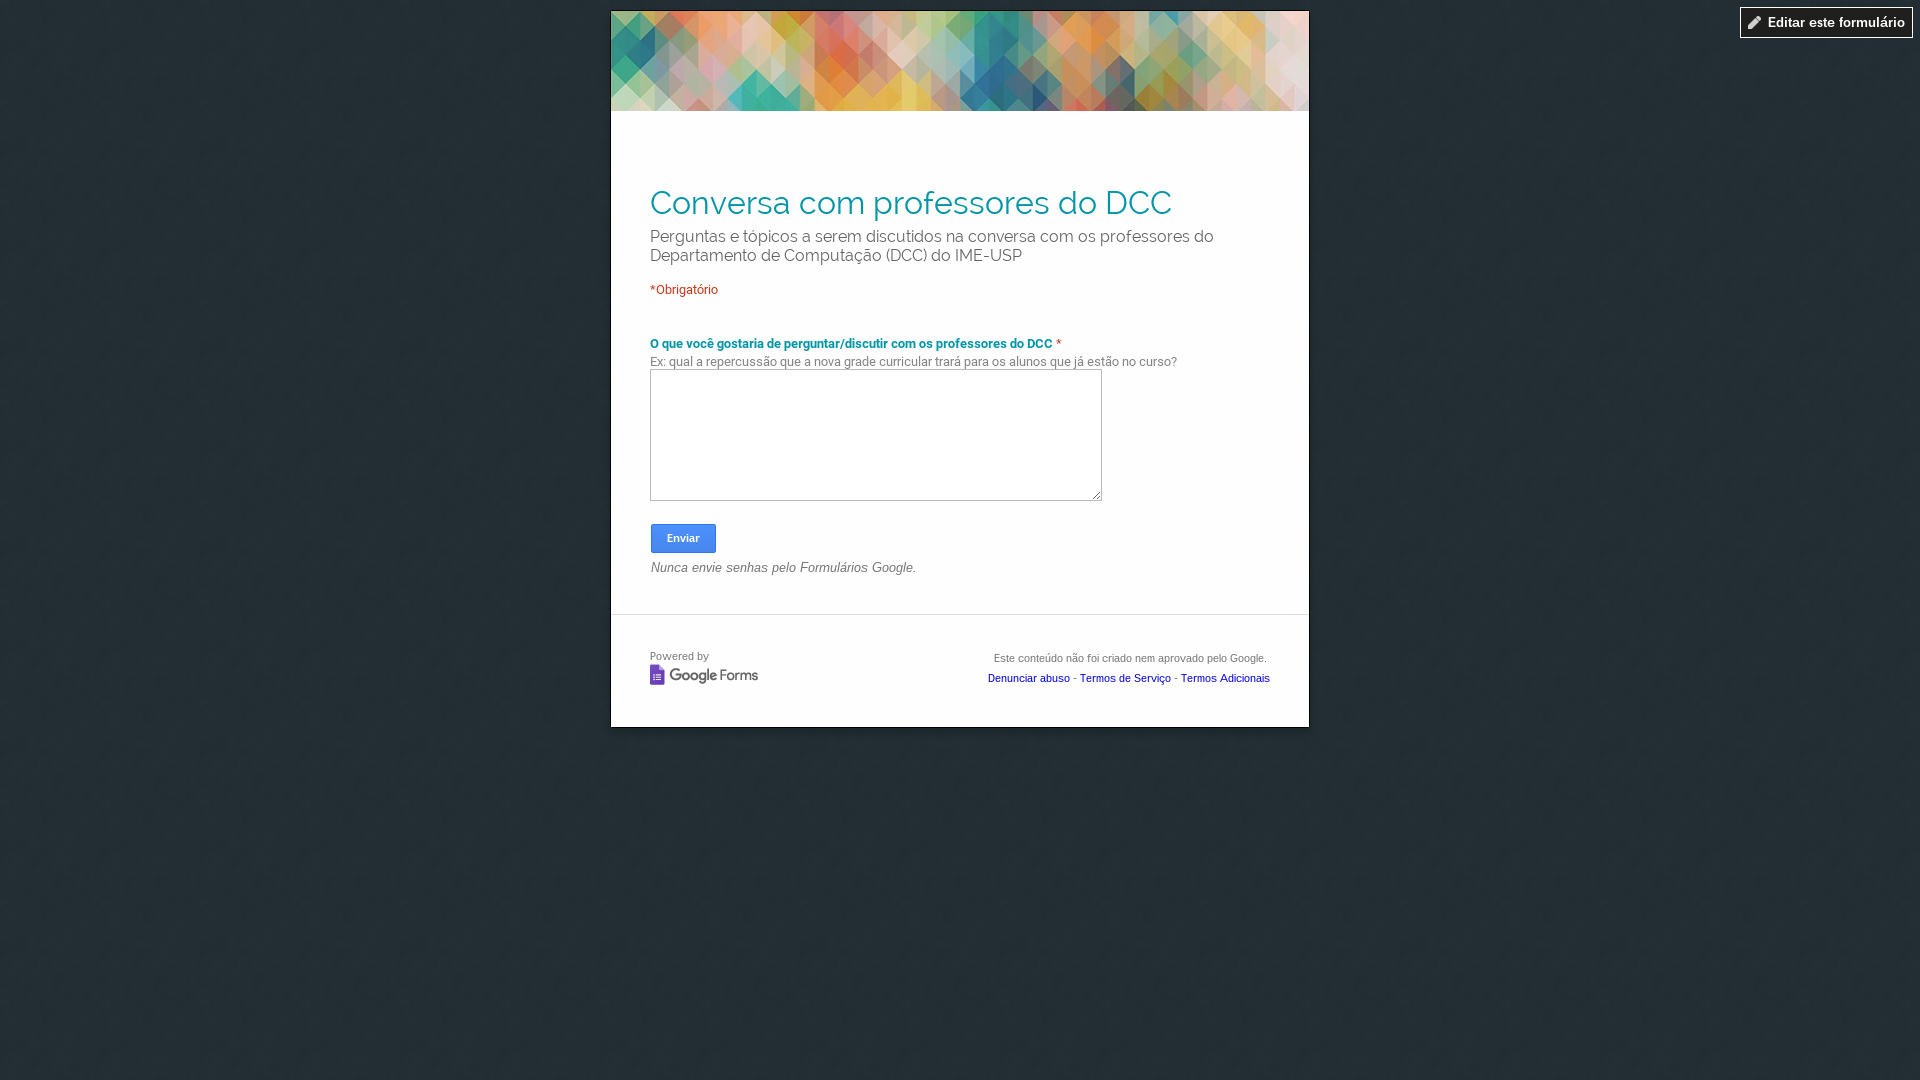 Editar este formulário
Conversa com professores do DCC
Perguntas e tópicos a serem discutidos na conversa com os professores do
Departamento de Computação (DCC) do IME-USP
*Obrigatório
O que você gostaria de perguntar/discutir com os professores do DCC *
Ex: qual a repercussão que a nova grade curricular trará para os alunos que já estão no curso?
Enviar
Nunca envie senhas pelo Formulários Google.
Powered by
Google Forms
Este conteúdo não foi criado nem aprovado pelo Google.
Denunciar abuso - Termos de Serviço - Termos Adicionais